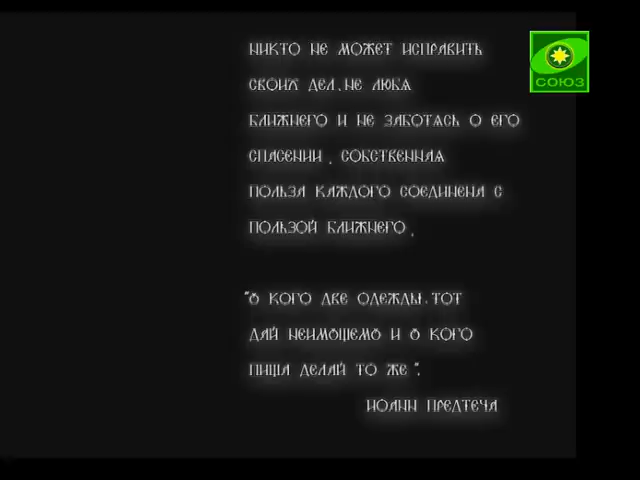 НИКТО НЕ МОЖЕТ ИСПРАВИТЬ
СВОИХ ДЕЛ, НЕ ЛЮБЯ
БЛИЖНЕГО И НЕ ЗАБОТЯСЬ О ЕГО
СПАСЕНИИ, СОБСТВЕННАЯ
ПОЛЬЗА КАЖДОГО СОЕДИНЕНА С
ПОЛЬЗОЙ БЛИЖНЕГО,
"У КОГО ДВЕ ОДЕЖДЫ, ТОТ
ДАЙ НЕИМУЩЕМУ И У КОГО
ПИЩА ДЕЛАЙ ТО ЖЕ ".
ИОАНН ПРЕДТЕЧА
СОЮЗ